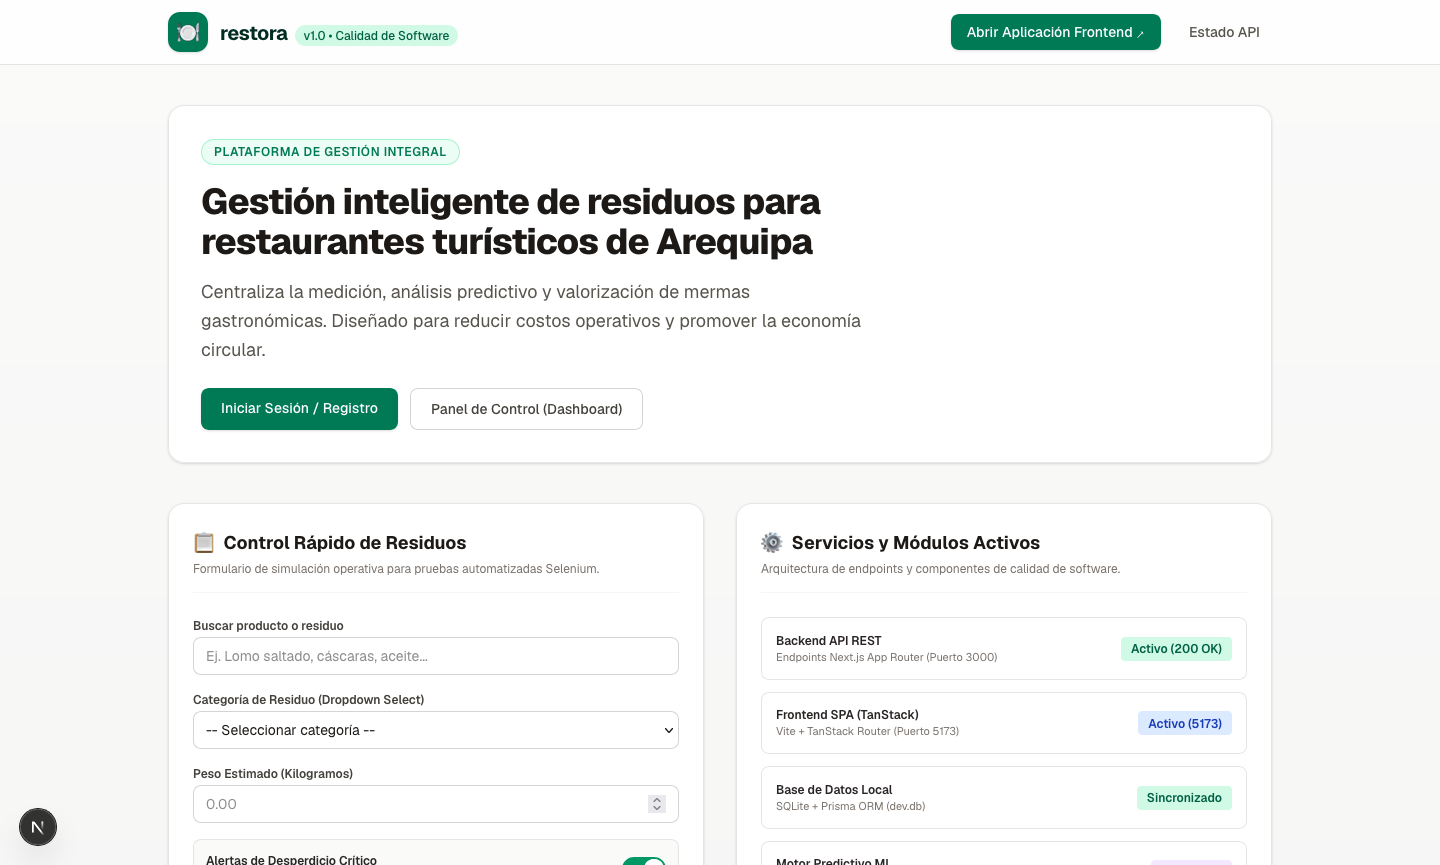 restora
v1.0 • Calidad de Software
Abrir Aplicación Frontend ↗
Estado API
PLATAFORMA DE GESTIÓN INTEGRAL
Gestión inteligente de residuos para
restaurantes turísticos de Arequipa
Centraliza la medición, análisis predictivo y valorización de mermas
gastronómicas. Diseñado para reducir costos operativos y promover la economía
circular.
Iniciar Sesión / Registro
Panel de Control (Dashboard)
Control Rápido de Residuos
Formulario de simulación operativa para pruebas automatizadas Selenium.
Buscar producto o residuo
Ej. Lomo saltado, cáscaras, aceite...
Categoría de Residuo (Dropdown Select)
-- Seleccionar categoría --
Peso Estimado (Kilogramos)
0.00
Alertas de Desperdicio Crítico
Servicios y Módulos Activos
Arquitectura de endpoints y componentes de calidad de software.
Backend API REST
Endpoints Next.js App Router (Puerto 3000)
Activo (200 OK)
Frontend SPA (TanStack)
Vite + TanStack Router (Puerto 5173)
Activo (5173)
Base de Datos Local
SQLite + Prisma ORM (dev.db)
Sincronizado
Motor Predictivo ML
N